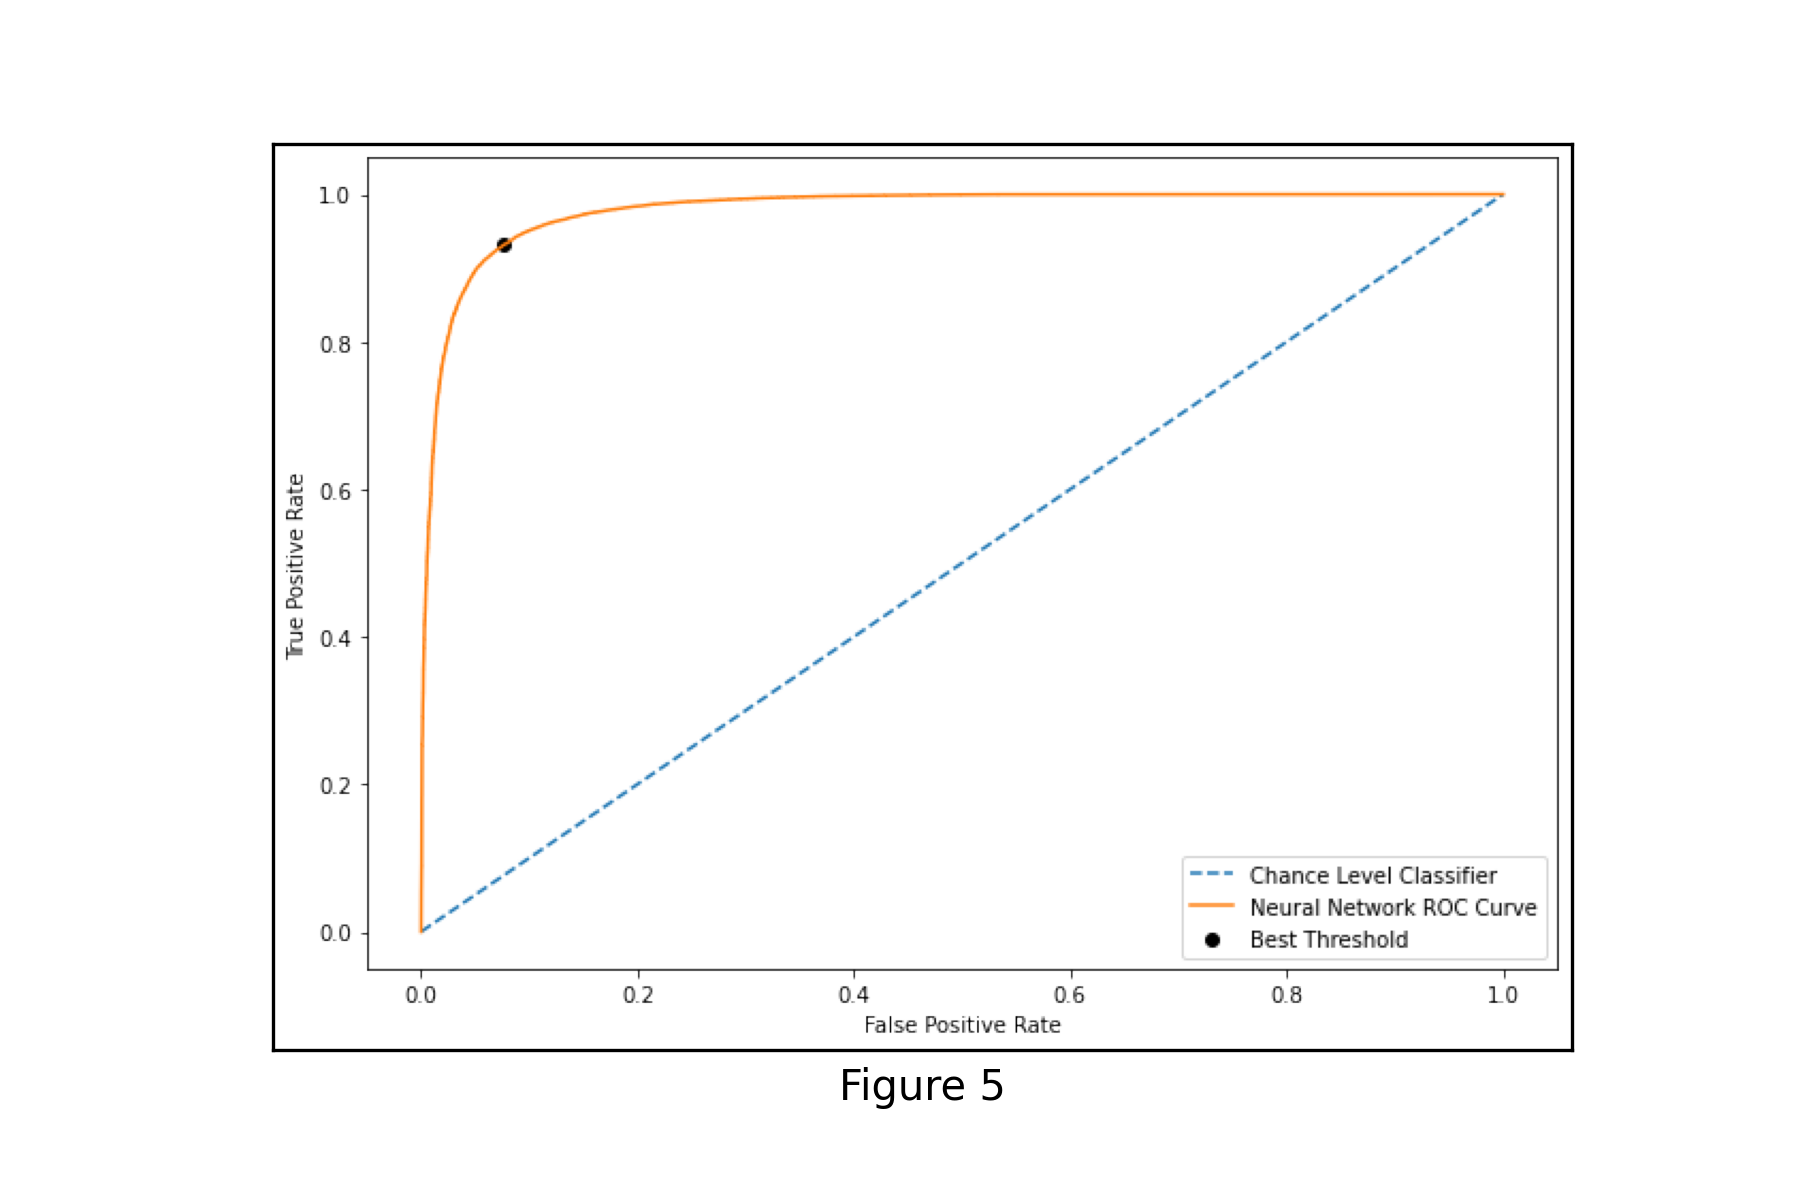 1.0
0.8
0.6
0.4
0.2
0.0
True Positive Rate
Chance Level Classifier
Neural Network ROC Curve
Best Threshold
0.0 0.2 0.4 0.6 0.8 1.0
False Positive Rate
Figure 5